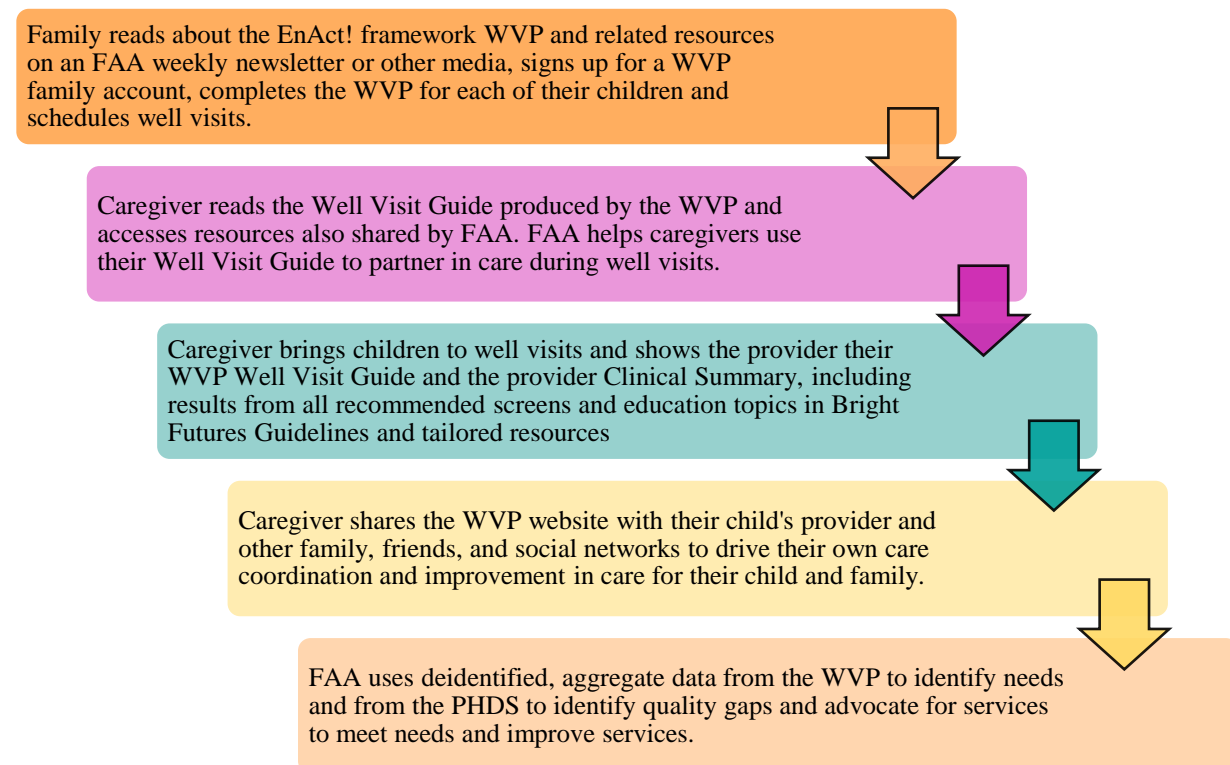 Family reads about the EnAct! framework WVP and related resources
on an FAA weekly newsletter or other media, signs up for a WVP
family account, completes the WVP for each of their children and
schedules well visits.
Caregiver reads the Well Visit Guide produced by the WVP and
accesses resources also shared by FAA. FAA helps caregivers use
their Well Visit Guide to partner in care during well visits.
Caregiver brings children to well visits and shows the provider their
WVP Well Visit Guide and the provider Clinical Summary, including
results from all recommended screens and education topics in Bright
Futures Guidelines and tailored resources
Caregiver shares the WVP website with their child's provider and
other family, friends, and social networks to drive their own care
coordination and improvement in care for their child and family.
FAA uses deidentified, aggregate data from the WVP to identify needs
and from the PHDS to identify quality gaps and advocate for services
to meet needs and improve services.